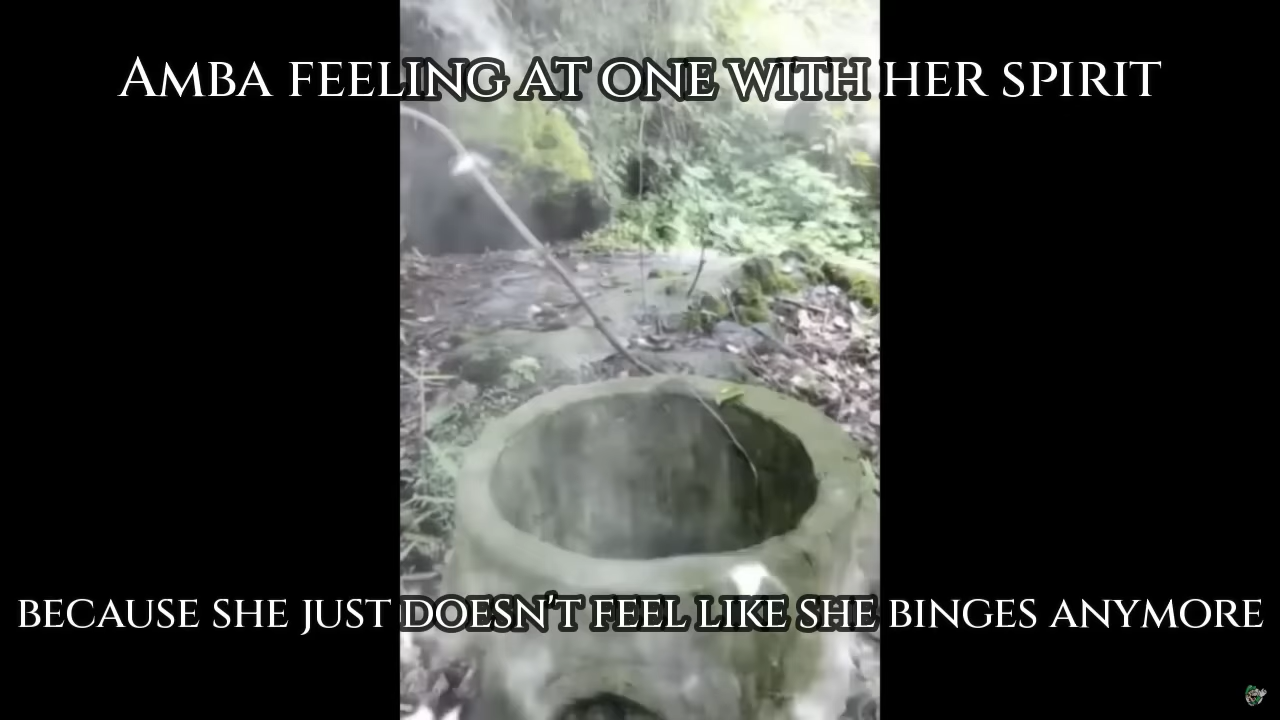 Amba feeling at one with her spirit
because she just doesn't feel like she binges anymore